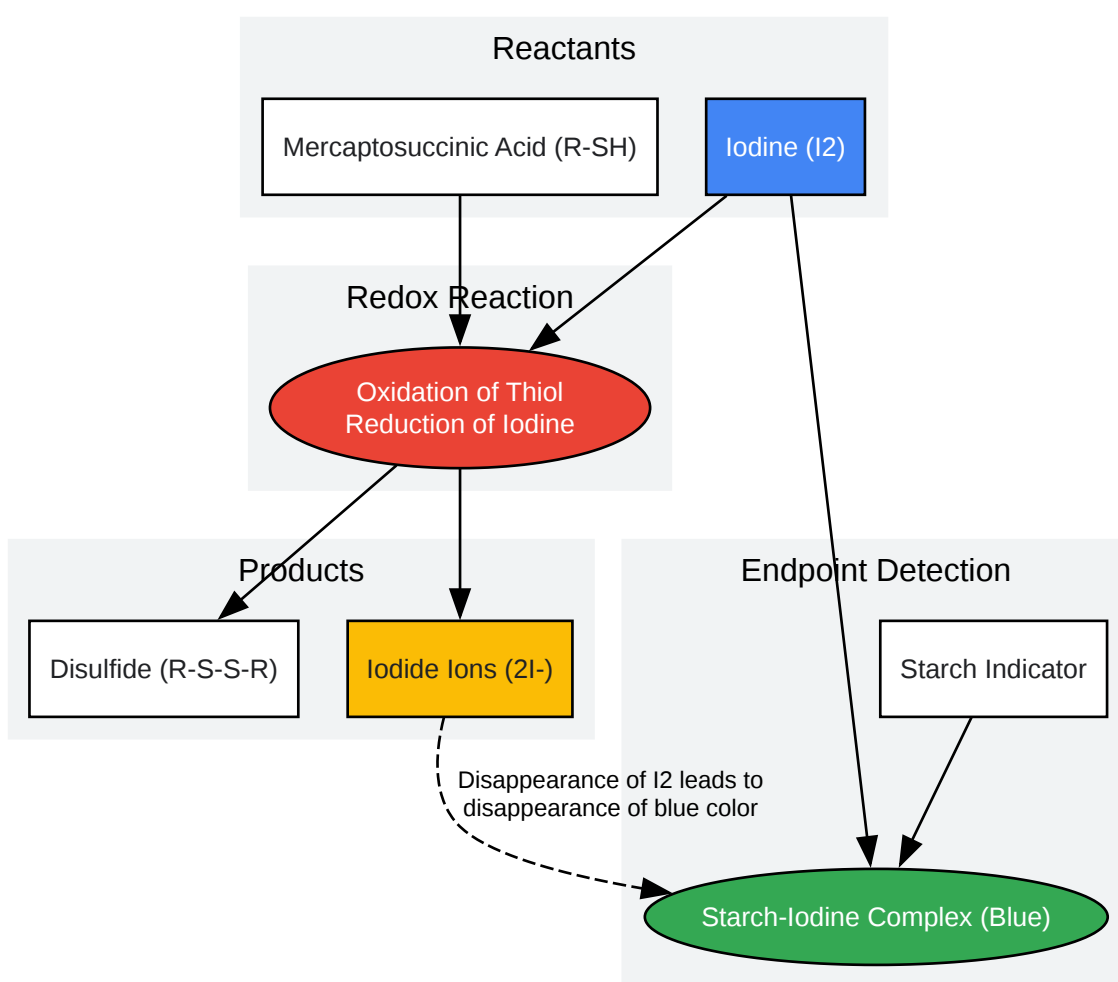 Reactants
Mercaptosuccinic Acid (R-SH)
Iodine (I2)
Redox Reaction
Oxidation of Thiol
Reduction of Iodine
Products
Disulfide (R-S-S-R)
Iodide Ions (2I-)
Endpoint Detection
Starch Indicator
Disappearance of I2 leads to
disappearance of blue color
Starch-Iodine Complex (Blue)